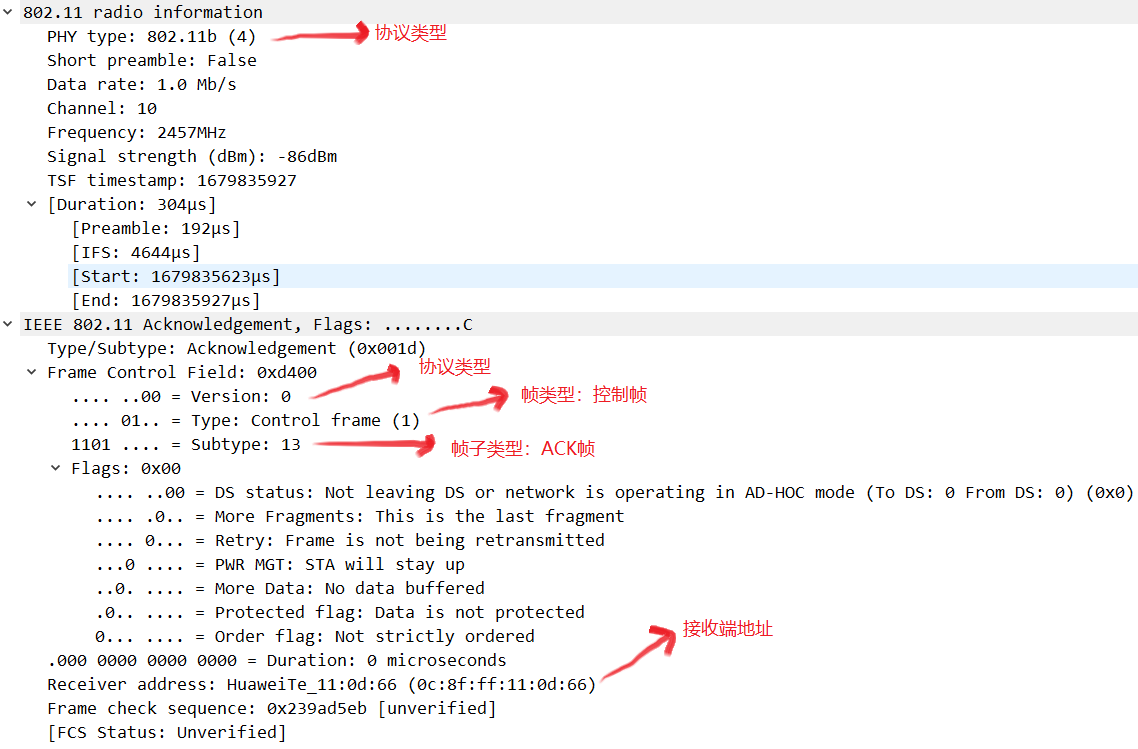 802.11 radio information
PHY type: 802.11b (4) 协议类型
Short preamble: False
Data rate: 1.0 Mb/s
Channel: 10
Frequency: 2457MHz
Signal strength (dBm): -86dBm
TSF timestamp: 1679835927
[Duration: 304µs]
[Preamble: 192µs]
[IFS: 4644µs]
[Start: 1679835623µs]
[End: 1679835927µs]
IEEE 802.11 Acknowledgement, Flags: ........C
Type/Subtype: Acknowledgement (0x001d)
Frame Control Field: 0xd400 协议类型
.... ..00 = Version: 0 帧类型：控制帧
.... 01.. = Type: Control frame (1)
1101 .... = Subtype: 13 帧子类型：ACK帧
Flags: 0x00
.... ..00 = DS status: Not leaving DS or network is operating in AD-HOC mode (To DS: 0 From DS: 0) (0x0)
.... .0.. = More Fragments: This is the last fragment
.... 0... = Retry: Frame is not being retransmitted
...0 .... = PWR MGT: STA will stay up
..0. .... = More Data: No data buffered
.0.. .... = Protected flag: Data is not protected
0... .... = Order flag: Not strictly ordered 接收端地址
.000 0000 0000 0000 = Duration: 0 microseconds
Receiver address: HuaweiTe_11:0d:66 (0c:8f:ff:11:0d:66)
Frame check sequence: 0x239ad5eb [unverified]
[FCS Status: Unverified]